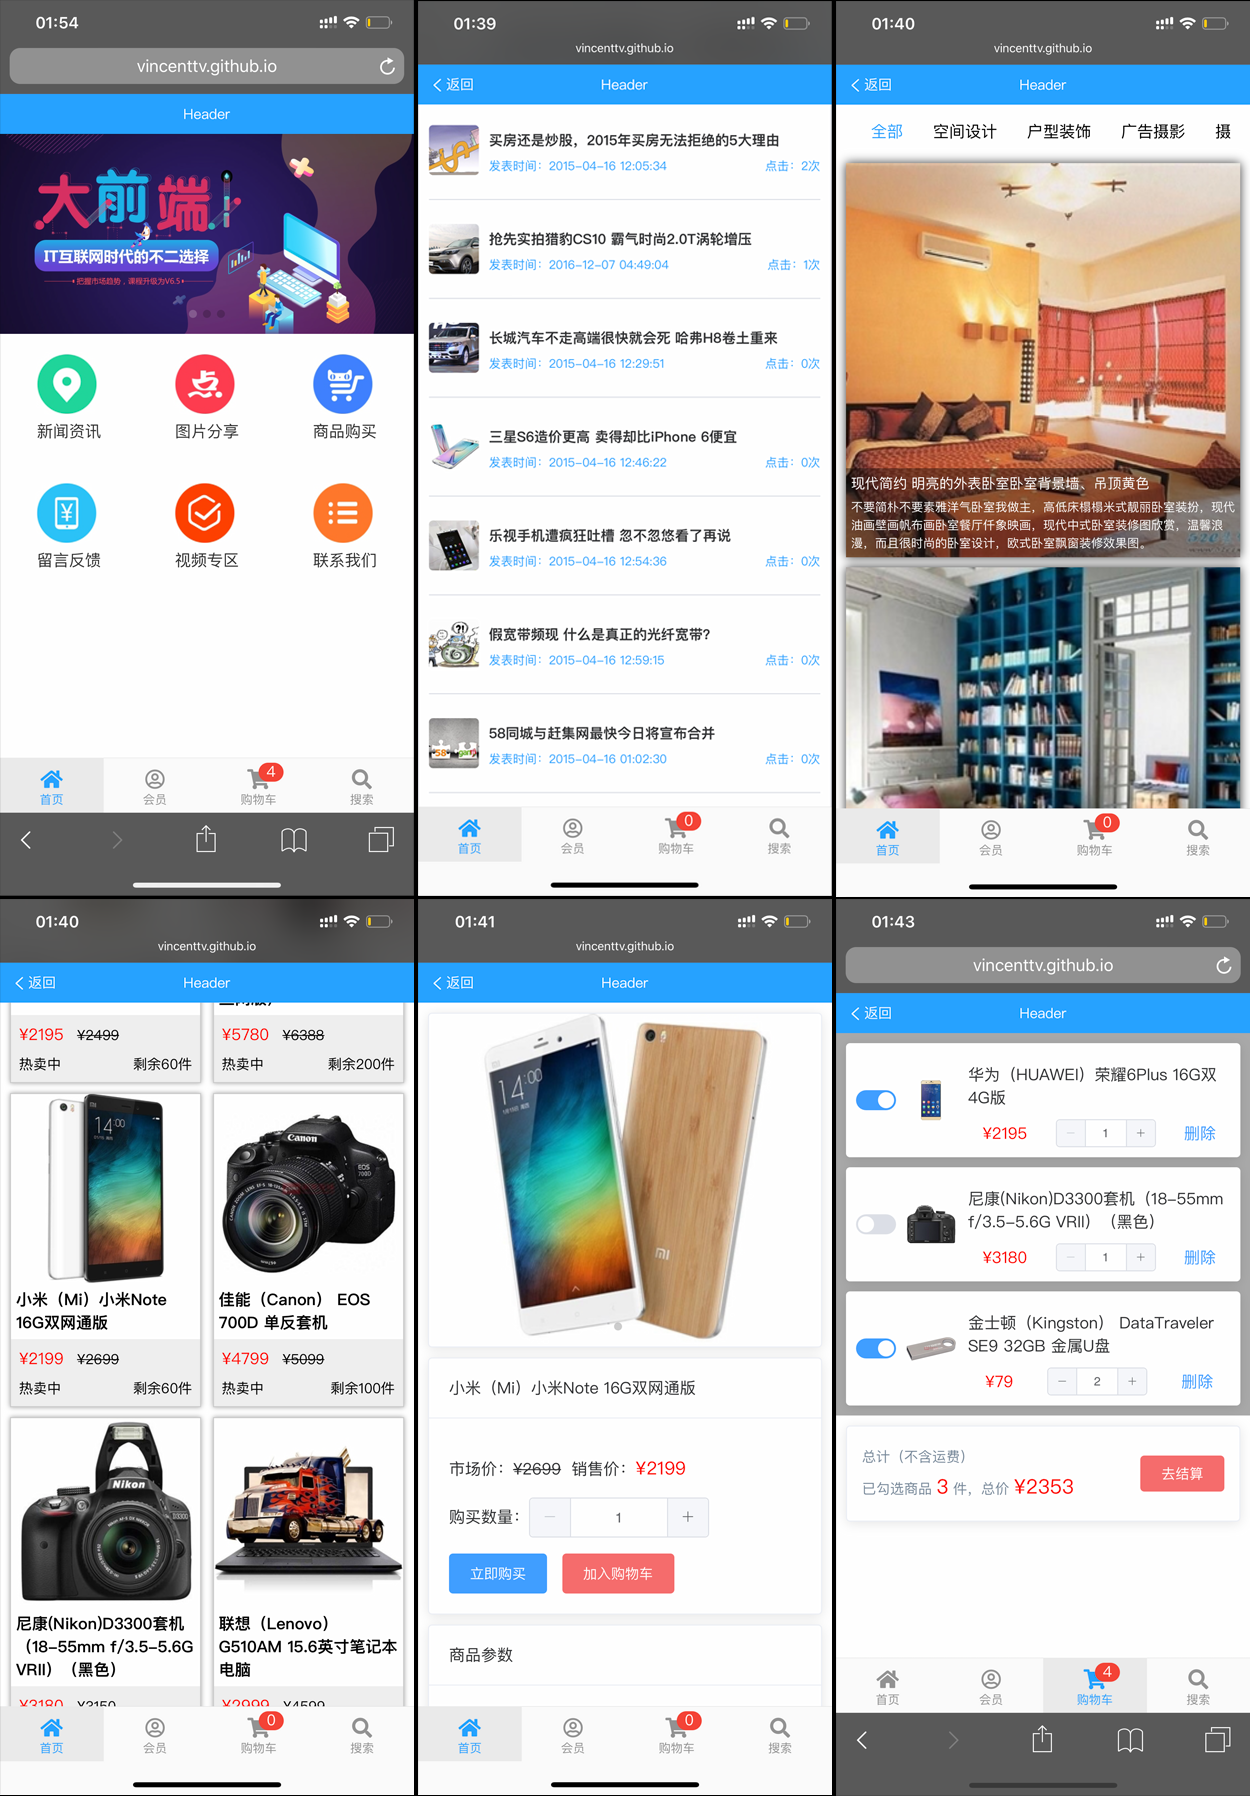 01:54
vincenttv.github.io
Header
大前端
IT互联网时代的不二选择
把握市场趋势，课程升级为V6.5
新闻资讯
图片分享
商品购买
留言反馈
视频专区
联系我们
首页
会员
4
购物车
搜索
01:39
vincenttv.github.io
返回
Header
买房还是炒股，2015年买房无法拒绝的5大理由
发表时间：2015-04-16 12:05:34
点击：2次
抢先实拍猎豹CS10 霸气时尚2.0T涡轮增压
发表时间：2016-12-07 04:49:04
点击：1次
长城汽车不走高端很快就会死 哈弗H8卷土重来
发表时间：2015-04-16 12:29:51
点击：0次
三星S6造价更高 卖得却比iPhone 6便宜
发表时间：2015-04-16 12:46:22
点击：0次
乐视手机遭疯狂吐槽 忽不忽悠看了再说
发表时间：2015-04-16 12:54:36
点击：0次
假宽带频现 什么是真正的光纤宽带?
发表时间：2015-04-16 12:59:15
点击：0次
58同城与赶集网最快今日将宣布合并
发表时间：2015-04-16 01:02:30
点击：0次
首页
会员
0
购物车
搜索
01:40
vincenttv.github.io
返回
Header
全部
空间设计
户型装饰
广告摄影
摄
现代简约 明亮的外表卧室卧室背景墙、吊顶黄色
不要简朴不要素雅洋气卧室我做主，高低床榻榻米式靓丽卧室装扮，现代
油画壁画帆布画卧室餐厅仟象映画，现代中式卧室装修图欣赏，温馨浪
漫，而且很时尚的卧室设计，欧式卧室飘窗装修效果图。
首页
会员
0
购物车
搜索
01:40
vincenttv.github.io
返回
Header
¥2195 ¥2499
热卖中
剩余60件
¥5780 ¥6388
热卖中
剩余200件
小米（Mi）小米Note
16G双网通版
¥2199 ¥2699
热卖中
剩余60件
Canon
EOS
700D
佳能（Canon） EOS
700D 单反套机
¥4799 ¥5099
热卖中
剩余100件
Nikon
D3300
尼康(Nikon)D3300套机
（18-55mm f/3.5-5.6G
VRII）（黑色）
¥3180 ¥3150
联想（Lenovo）
G510AM 15.6英寸笔记本
电脑
¥2999 ¥4599
首页
会员
0
购物车
搜索
01:41
vincenttv.github.io
返回
Header
小米（Mi）小米Note 16G双网通版
市场价：¥2699 销售价：¥2199
购买数量：
－
1
＋
立即购买
加入购物车
商品参数
首页
会员
0
购物车
搜索
01:43
vincenttv.github.io
返回
Header
华为（HUAWEI）荣耀6Plus 16G双
4G版
¥2195
－
1
＋
删除
尼康(Nikon)D3300套机（18-55mm
f/3.5-5.6G VRII）（黑色）
¥3180
－
1
＋
删除
金士顿（Kingston） DataTraveler
SE9 32GB 金属U盘
¥79
－
2
＋
删除
总计（不含运费）
已勾选商品 3 件，总价 ¥2353
去结算
首页
会员
4
购物车
搜索